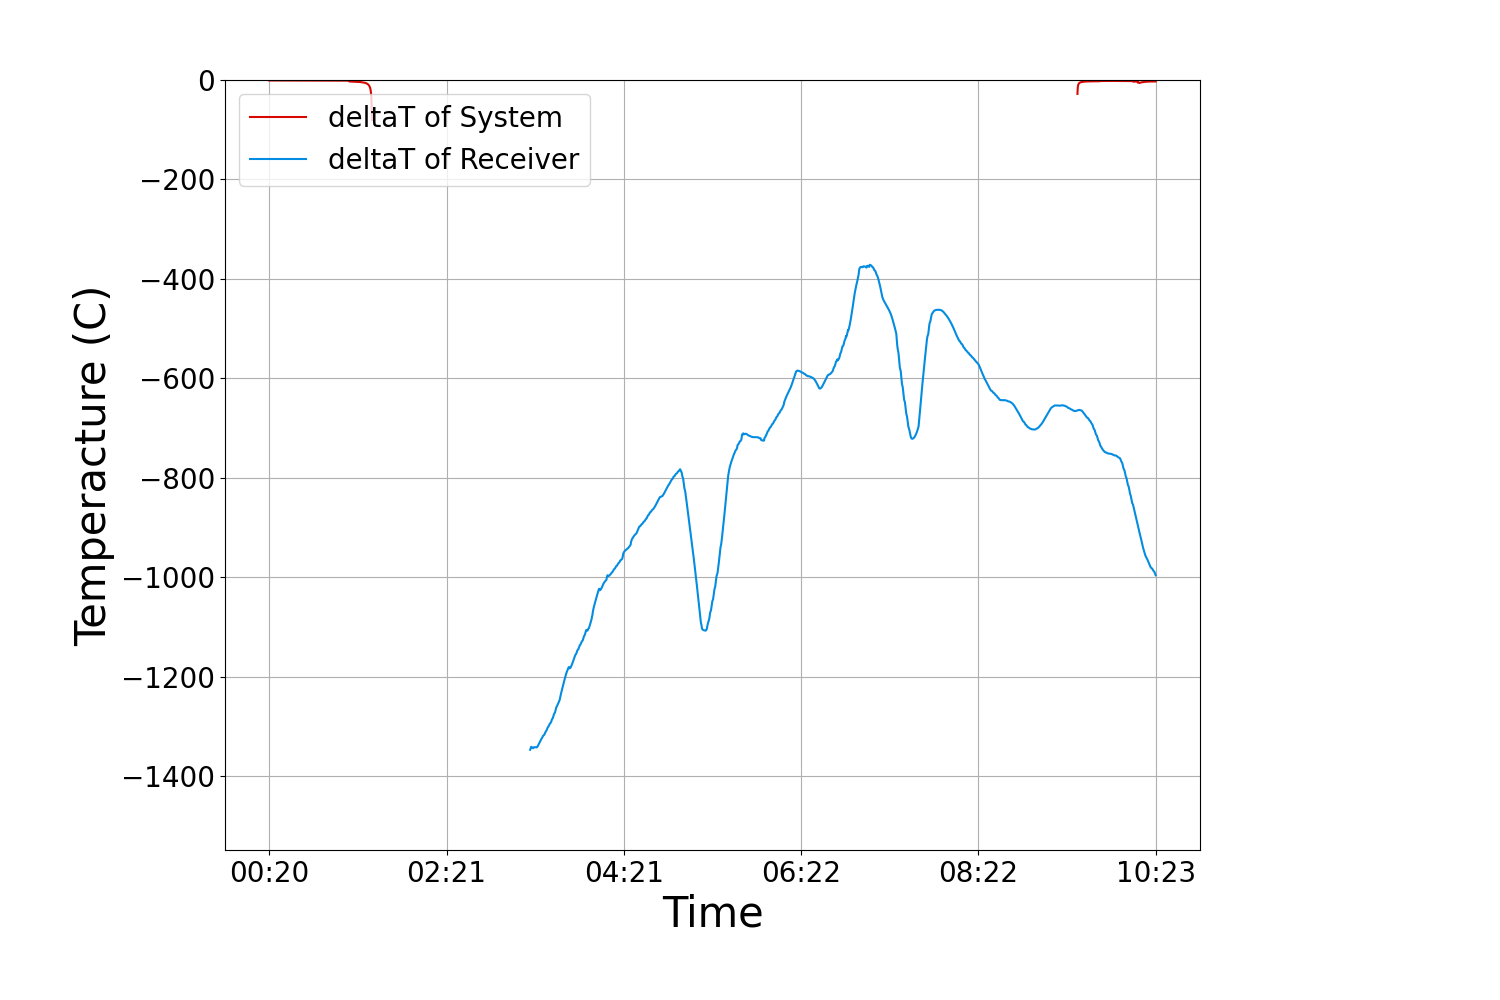 0
−200
−400
−600
−800
−1000
−1200
−1400
Temperacture (C)
deltaT of System
deltaT of Receiver
00:20 02:21 04:21 06:22 08:22 10:23
Time